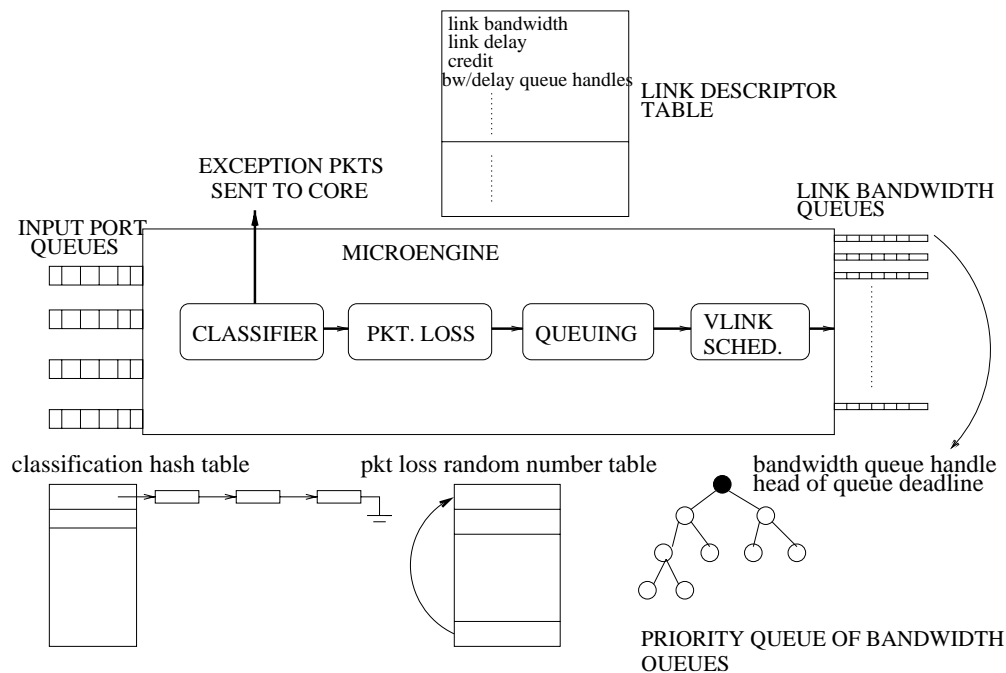 link bandwidth
link delay
credit
bw/delay queue handles
LINK DESCRIPTOR
TABLE
EXCEPTION PKTS
SENT TO CORE
LINK BANDWIDTH
QUEUES
INPUT PORT
QUEUES
MICROENGINE
CLASSIFIER
PKT. LOSS
QUEUING
VLINK
SCHED.
classification hash table
pkt loss random number table
bandwidth queue handle
head of queue deadline
PRIORITY QUEUE OF BANDWIDTH
QUEUES